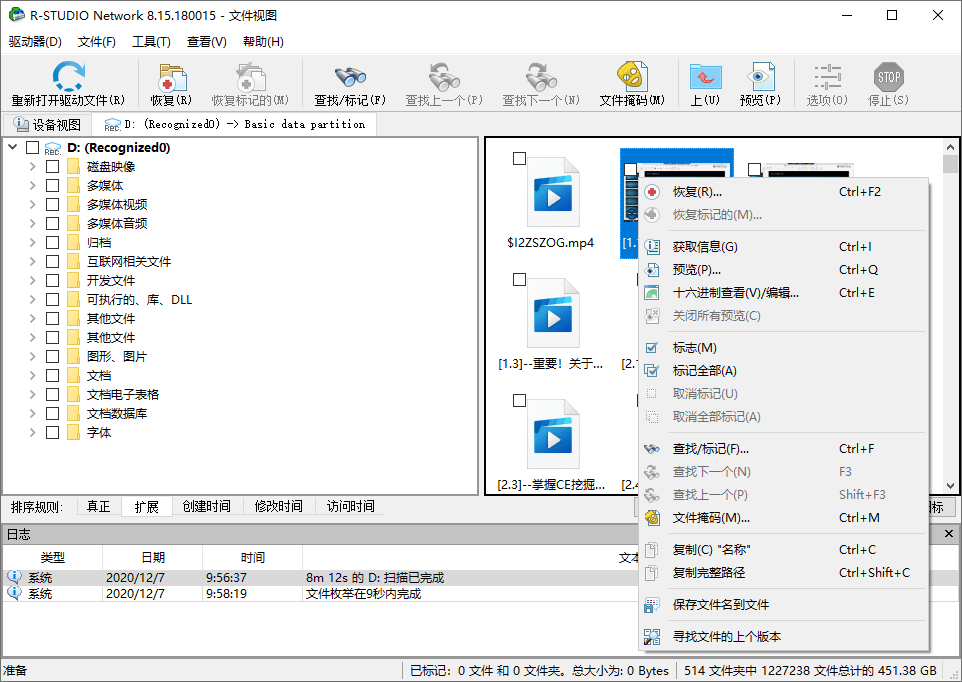 R-STUDIO Network 8.15.180015 - 文件视图
驱动器(D) 文件(F) 工具(T) 查看(V) 帮助(H)
重新打开驱动文件(R) 恢复(R) 恢复标记的(M) 查找/标记(F) 查找上一个(P) 查找下一个(N) 文件掩码(M) 上(U) 预览(P) 选项(O) 停止(S)
STOP
设备视图 REC D: (Recognized0) -> Basic data partition
REC D: (Recognized0)
磁盘映像
多媒体
多媒体视频
多媒体音频
归档
互联网相关文件
开发文件
可执行的、库、DLL
其他文件
其他文件
图形、图片
文档
文档电子表格
文档数据库
字体
$I2ZSZOG.mp4
[1.3]--重要！关于...
[2.3]--掌握CE挖掘...
恢复(R)... Ctrl+F2
恢复标记的(M)...
获取信息(G) Ctrl+I
预览(P)... Ctrl+Q
十六进制查看(V)/编辑... Ctrl+E
关闭所有预览(C)
标志(M)
标记全部(A)
取消标记(U)
取消全部标记(A)
查找/标记(F)... Ctrl+F
查找下一个(N) F3
查找上一个(P) Shift+F3
文件掩码(M)... Ctrl+M
复制(C) "名称" Ctrl+C
复制完整路径 Ctrl+Shift+C
保存文件名到文件
寻找文件的上个版本
排序规则: 真正 扩展 创建时间 修改时间 访问时间
日志
类型 日期 时间 文本
系统 2020/12/7 9:56:37 8m 12s 的 D: 扫描已完成
系统 2020/12/7 9:58:19 文件枚举在9秒内完成
准备 已标记: 0 文件 和 0 文件夹。总大小为: 0 Bytes 514 文件夹中 1227238 文件总计的 451.38 GB